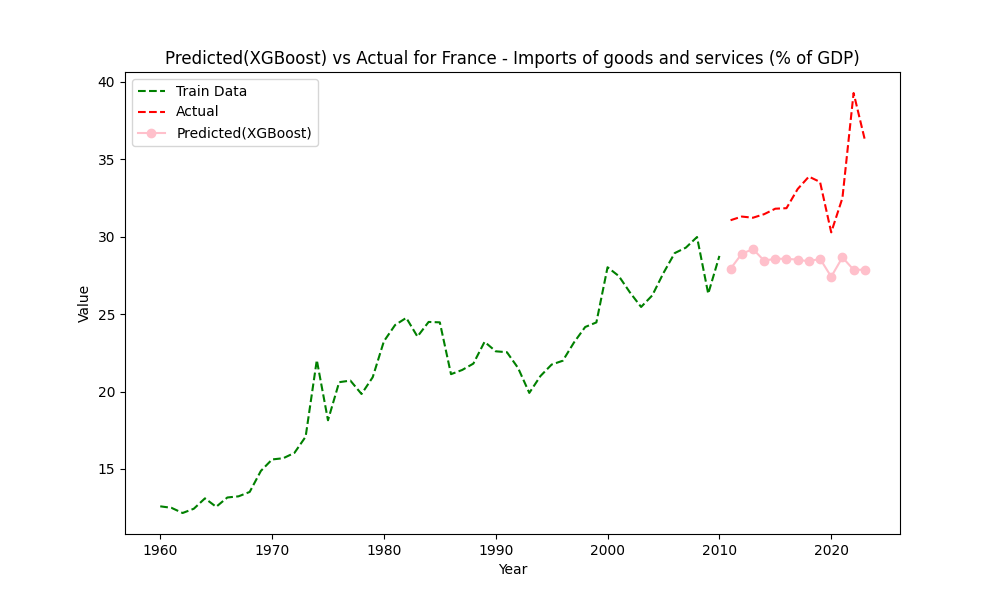 Predicted(XGBoost) vs Actual for France - Imports of goods and services (% of GDP)
Train Data
Actual
Predicted(XGBoost)
Value
40
35
30
25
20
15
1960 1970 1980 1990 2000 2010 2020
Year